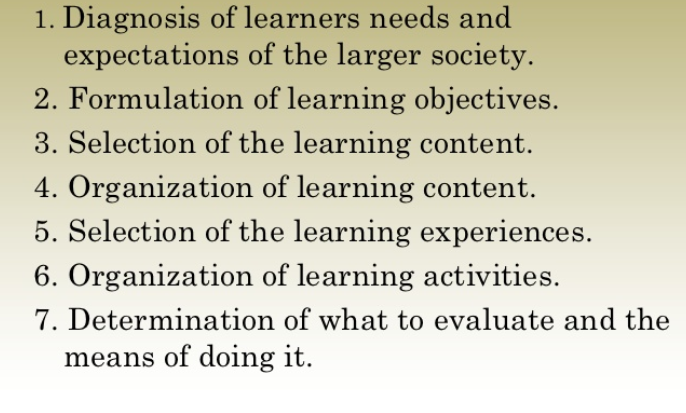 1. Diagnosis of learners needs and
expectations of the larger society.
2. Formulation of learning objectives.
3. Selection of the learning content.
4. Organization of learning content.
5. Selection of the learning experiences.
6. Organization of learning activities.
7. Determination of what to evaluate and the
means of doing it.